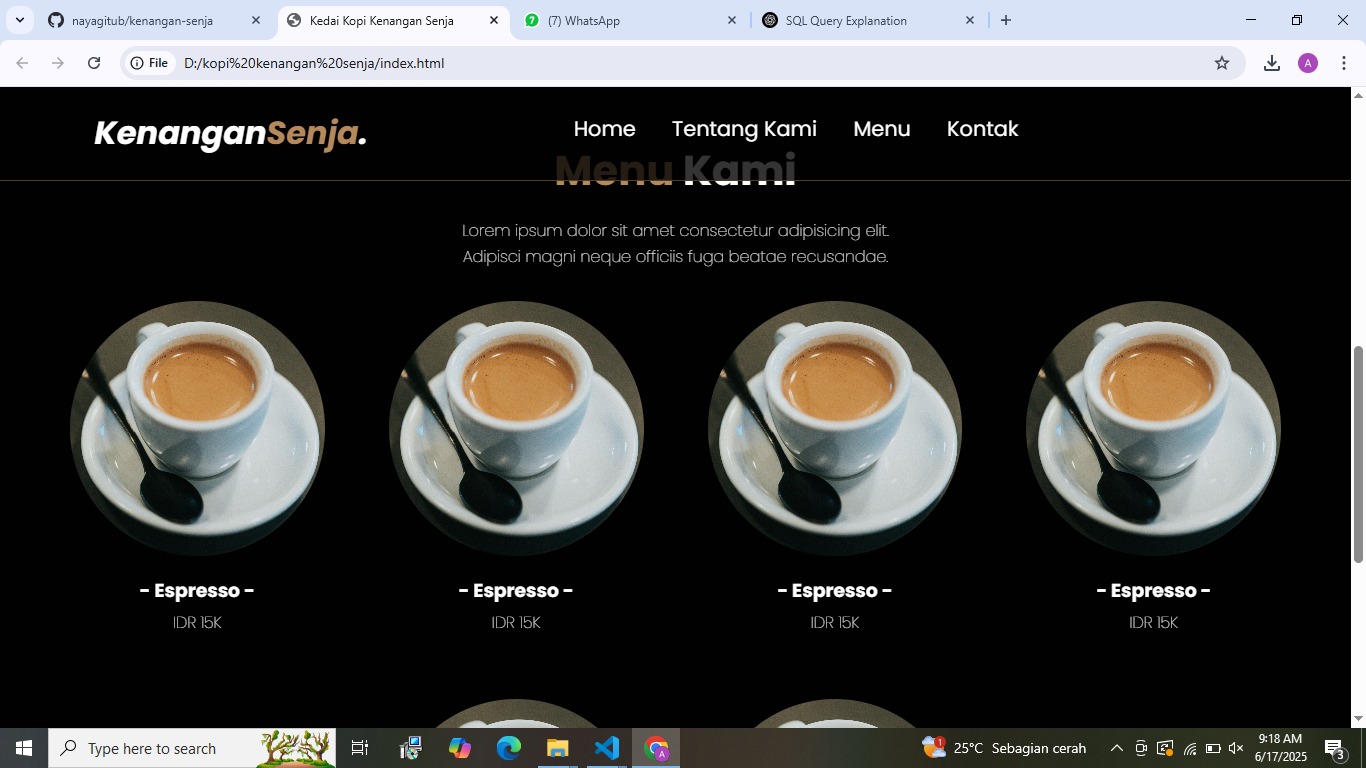 nayagitub/kenangan-senja
Kedai Kopi Kenangan Senja
(7) WhatsApp
SQL Query Explanation
File
D:/kopi%20kenangan%20senja/index.html
A
KenanganSenja.
Home
Tentang Kami
Menu
Kontak
Menu Kami
Lorem ipsum dolor sit amet consectetur adipisicing elit.
Adipisci magni neque officiis fuga beatae recusandae.
- Espresso -
IDR 15K
- Espresso -
IDR 15K
- Espresso -
IDR 15K
- Espresso -
IDR 15K
Type here to search
A
1
25°C Sebagian cerah
9:18 AM
6/17/2025
3